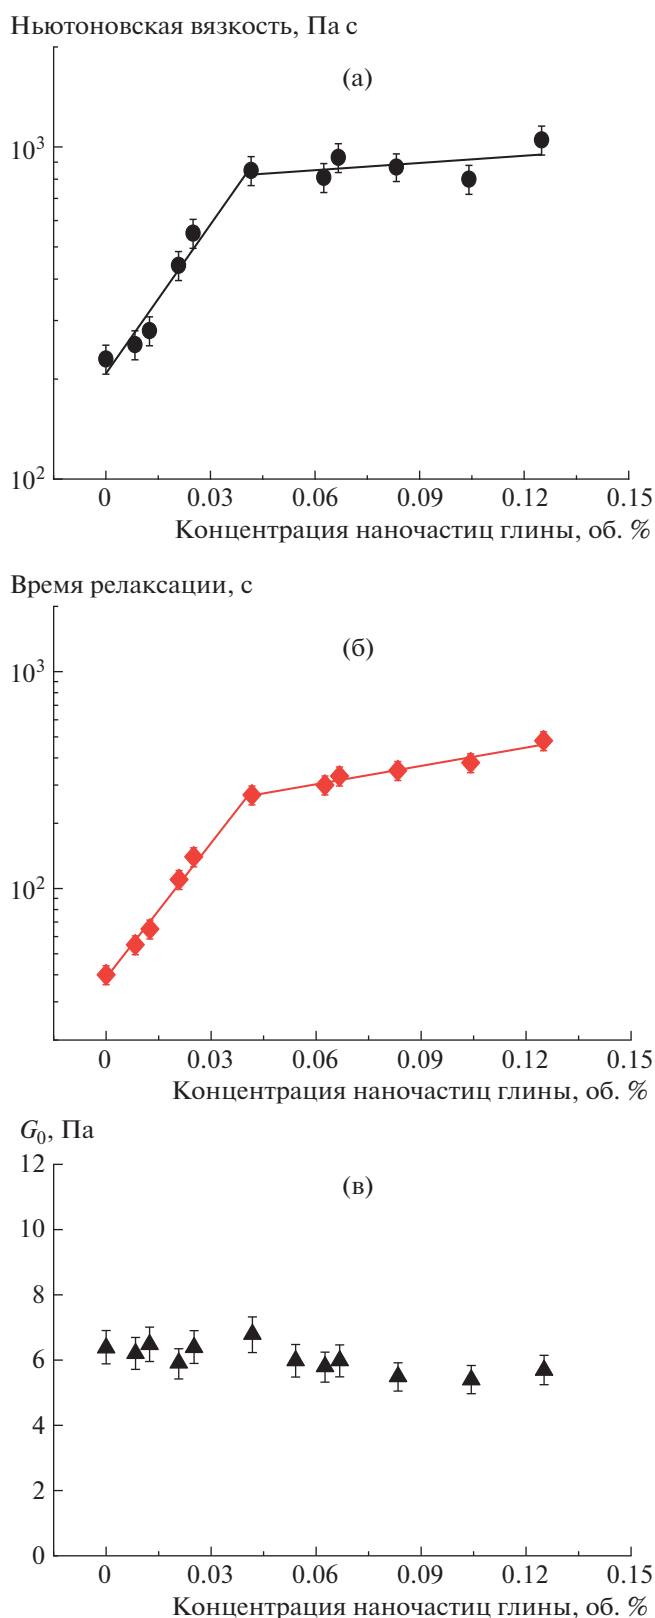 Ньютоновская вязкость, Па с
(а)
10³
10²
0 0.03 0.06 0.09 0.12 0.15
Концентрация наночастиц глины, об. %
Время релаксации, с
(б)
10³
10²
0 0.03 0.06 0.09 0.12 0.15
Концентрация наночастиц глины, об. %
G₀, Па
(в)
12
10
8
6
4
2
0
0 0.03 0.06 0.09 0.12 0.15
Концентрация наночастиц глины, об. %